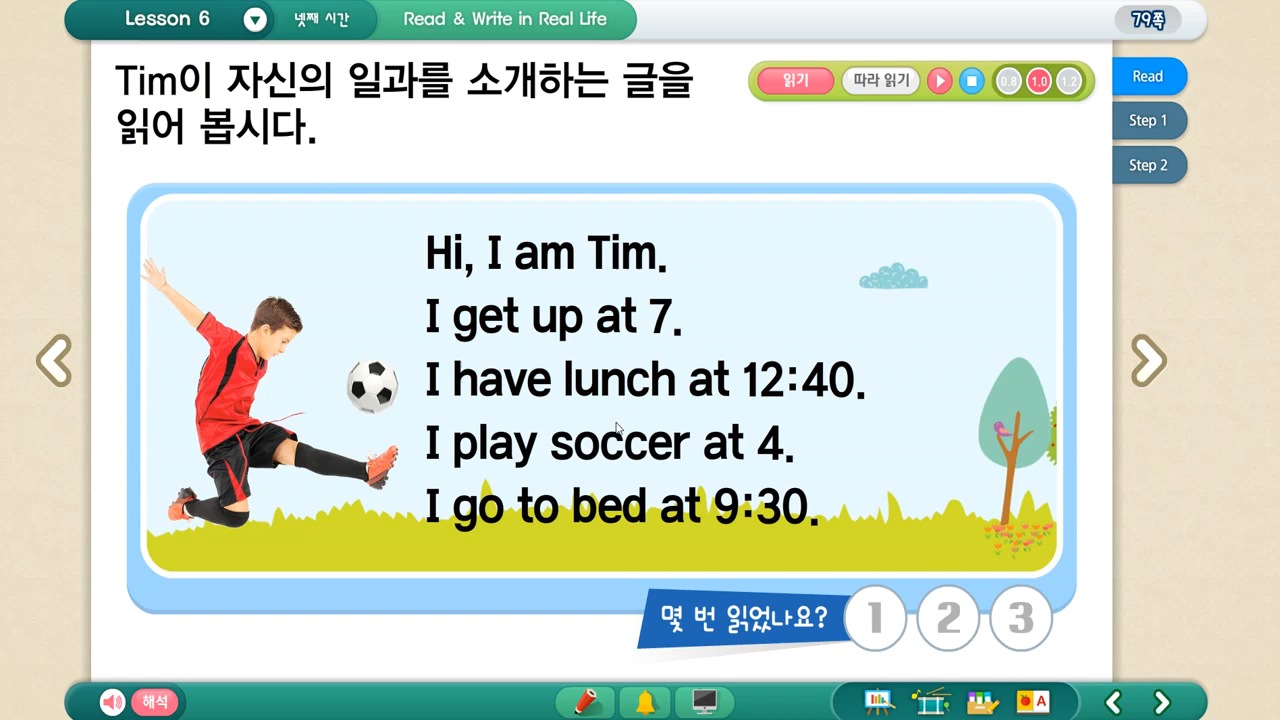 Lesson 6
넷째 시간
Read & Write in Real Life
79쪽
Tim이 자신의 일과를 소개하는 글을
읽어 봅시다.
읽기
따라 읽기
0.8
1.0
1.2
Read
Step 1
Step 2
Hi, I am Tim.
I get up at 7.
I have lunch at 12:40.
I play soccer at 4.
I go to bed at 9:30.
몇 번 읽었나요?
1
2
3
해석
A